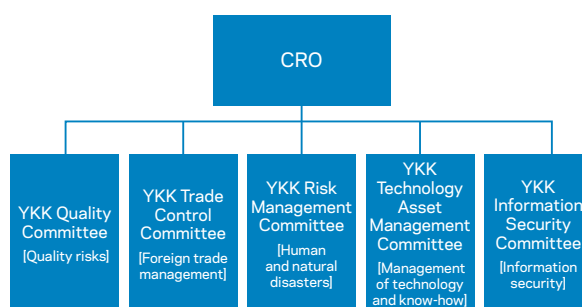 CRO
YKK Quality
Committee
[Quality risks]
YKK Trade
Control
Committee
[Foreign trade
management]
YKK Risk
Management
Committee
[Human
and natural
disasters]
YKK
Technology
Asset
Management
Committee
[Management
of technology
and know-how]
YKK
Information
Security
Committee
[Information
security]